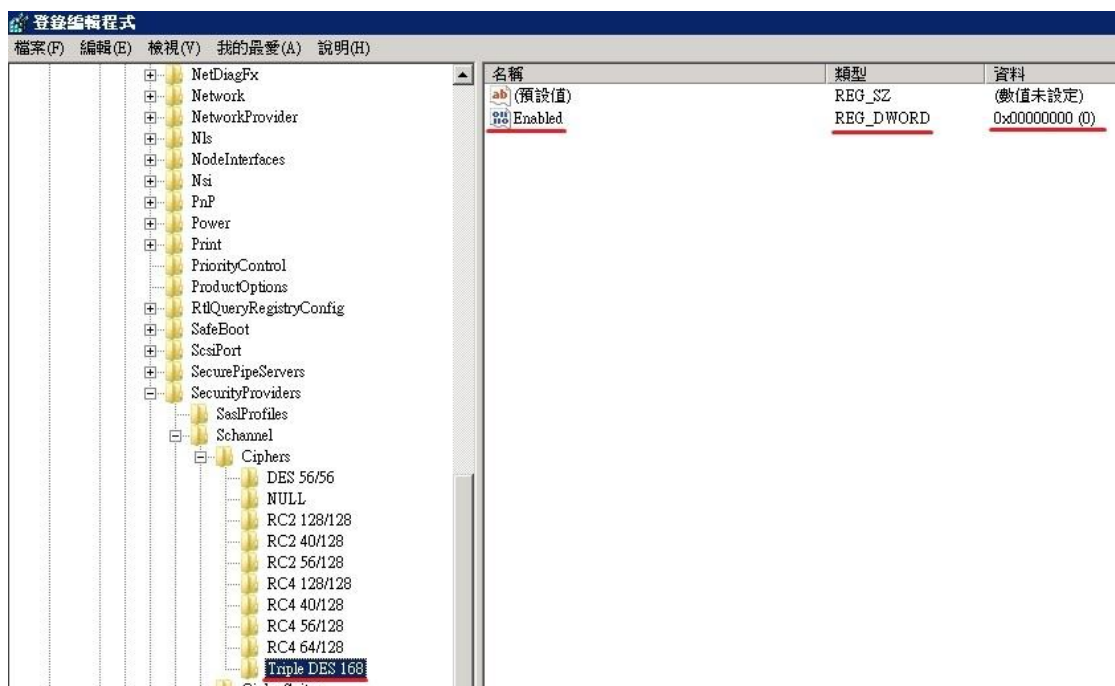 登錄編輯程式
檔案(F) 編輯(E) 檢視(V) 我的最愛(A) 說明(H)
NetDiagFx
Network
NetworkProvider
Nls
NodeInterfaces
Nsi
PnP
Power
Print
PriorityControl
ProductOptions
RtlQueryRegistryConfig
SafeBoot
ScsiPort
SecurePipeServers
SecurityProviders
SaslProfiles
Schannel
Ciphers
DES 56/56
NULL
RC2 128/128
RC2 40/128
RC2 56/128
RC4 128/128
RC4 40/128
RC4 56/128
RC4 64/128
Triple DES 168
名稱 類型 資料
(預設值) REG_SZ (數值未設定)
Enabled REG_DWORD 0x00000000 (0)